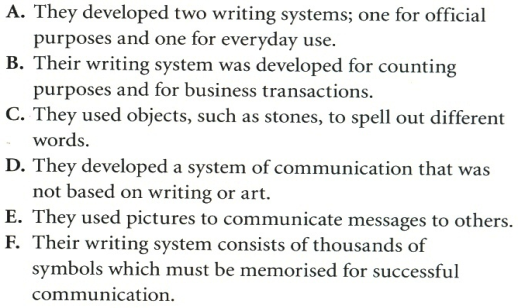 A. They developed two writing systems; one for official
purposes and one for everyday use.
B. Their writing system was developed for counting
purposes and for business transactions.
C. They used objects, such as stones, to spell out different
words.
D. They developed a system of communication that was
not based on writing or art.
E. They used pictures to communicate messages to others.
F. Their writing system consists of thousands of
symbols which must be memorised for successful
communication.